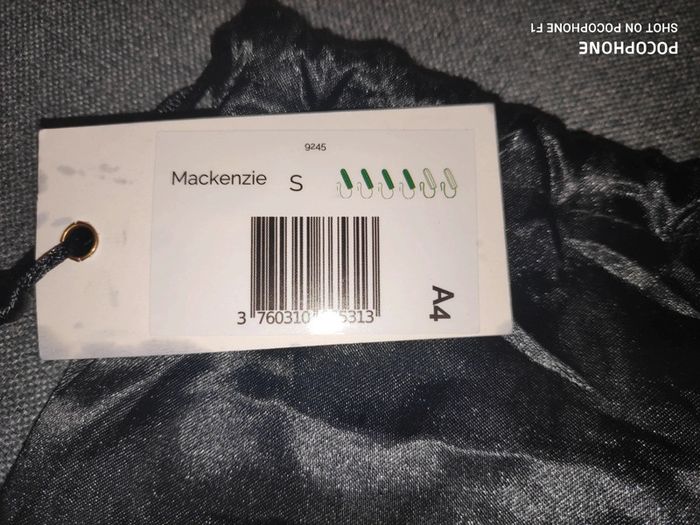 9245
Mackenzie S
3 760310 5313
A4
SHOT ON POCOPHONE F1
POCOPHONE